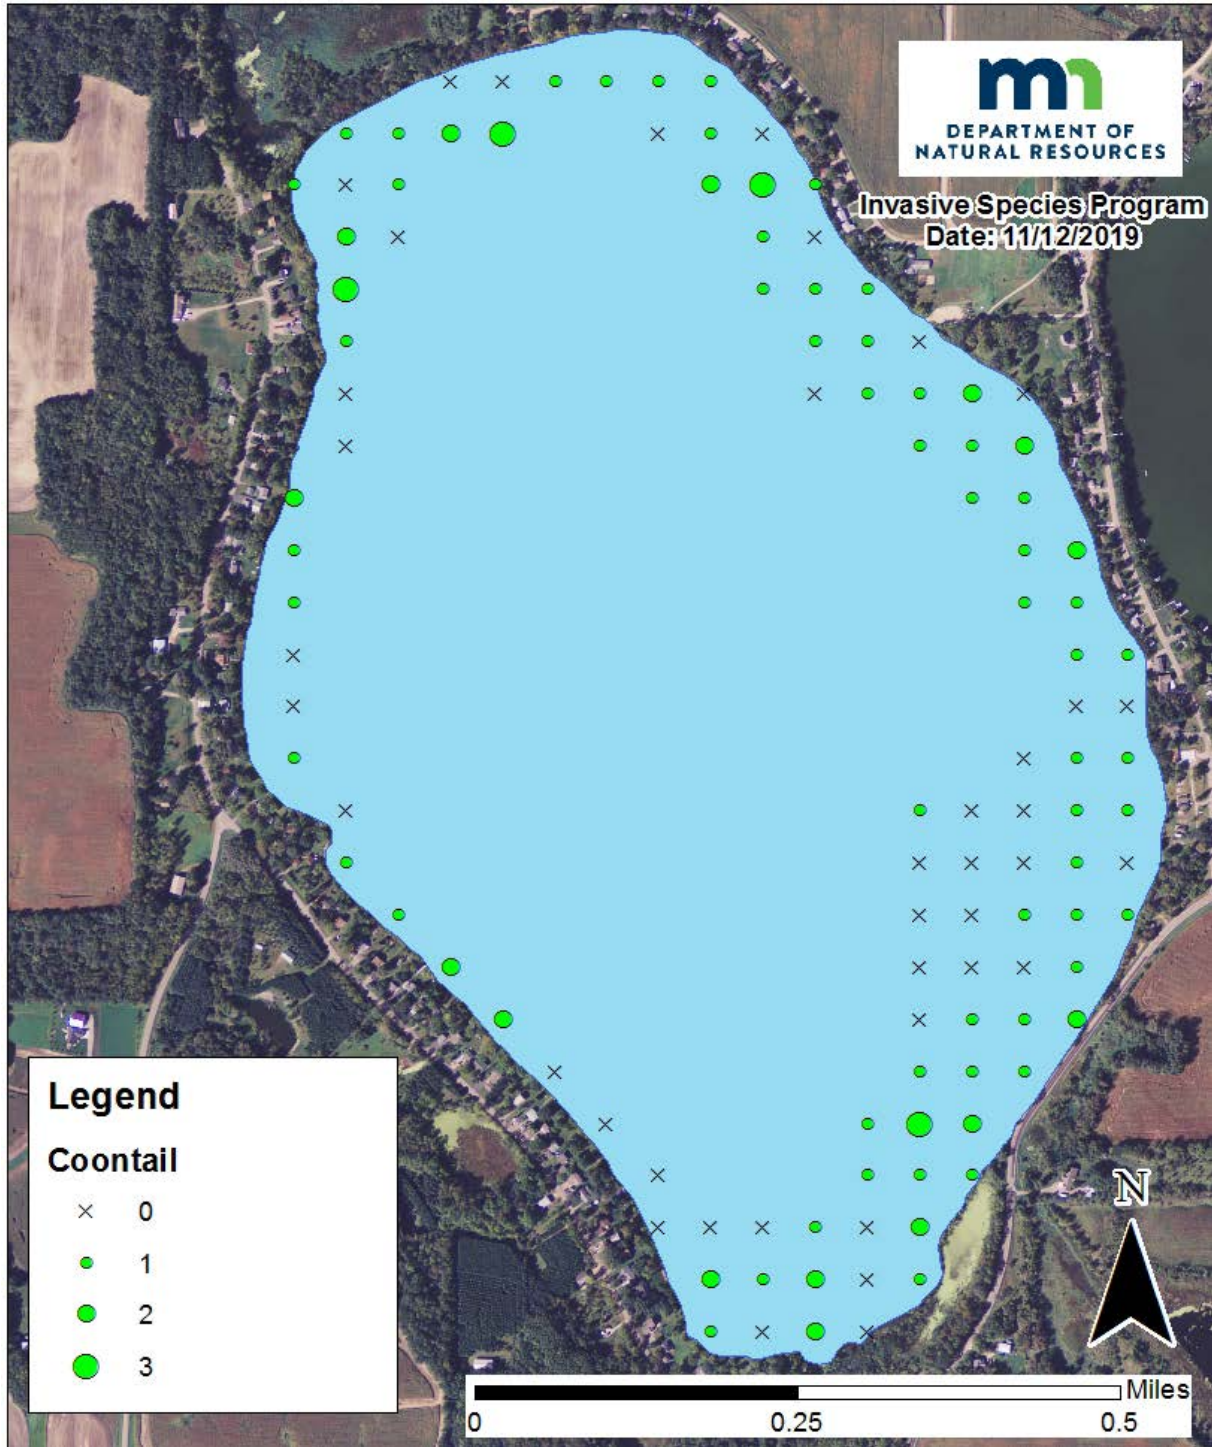 mn
DEPARTMENT OF
NATURAL RESOURCES
Invasive Species Program
Date: 11/12/2019
Legend
Coontail
0
1
2
3
N
Miles
0 0.25 0.5